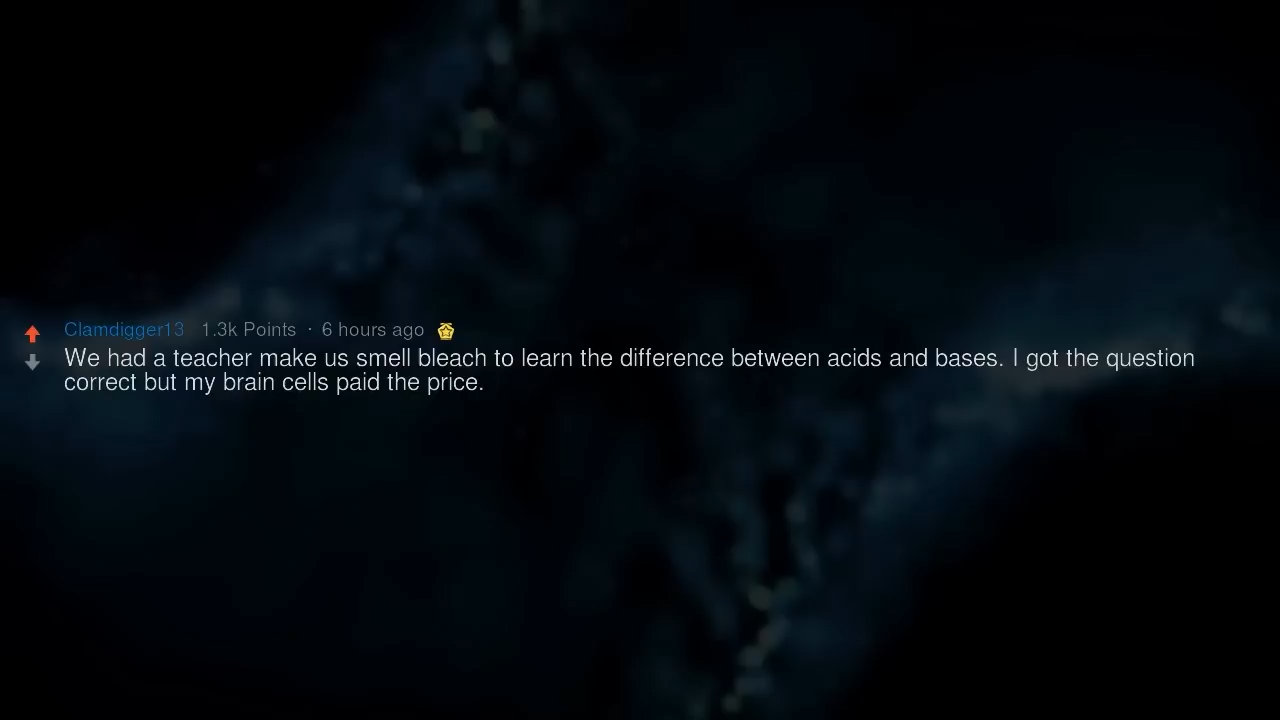 Clamdigger13 1.3k Points · 6 hours ago
We had a teacher make us smell bleach to learn the difference between acids and bases. I got the question
correct but my brain cells paid the price.